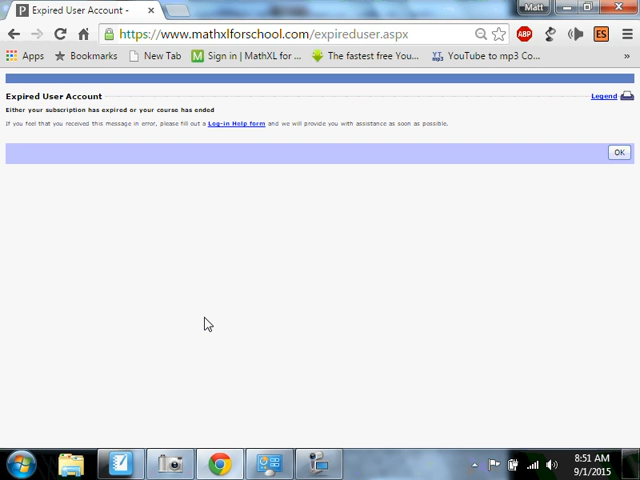 Expired User Account -
Matt
https://www.mathxlforschool.com/expireduser.aspx
ABP
ES
Apps
Bookmarks
New Tab
M
Sign in | MathXL for ...
The fastest free You...
YouTube to mp3 Co...
»
Expired User Account
Legend
Either your subscription has expired or your course has ended
If you feel that you received this message in error, please fill out a Log-in Help form and we will provide you with assistance as soon as possible.
OK
8:51 AM
9/1/2015